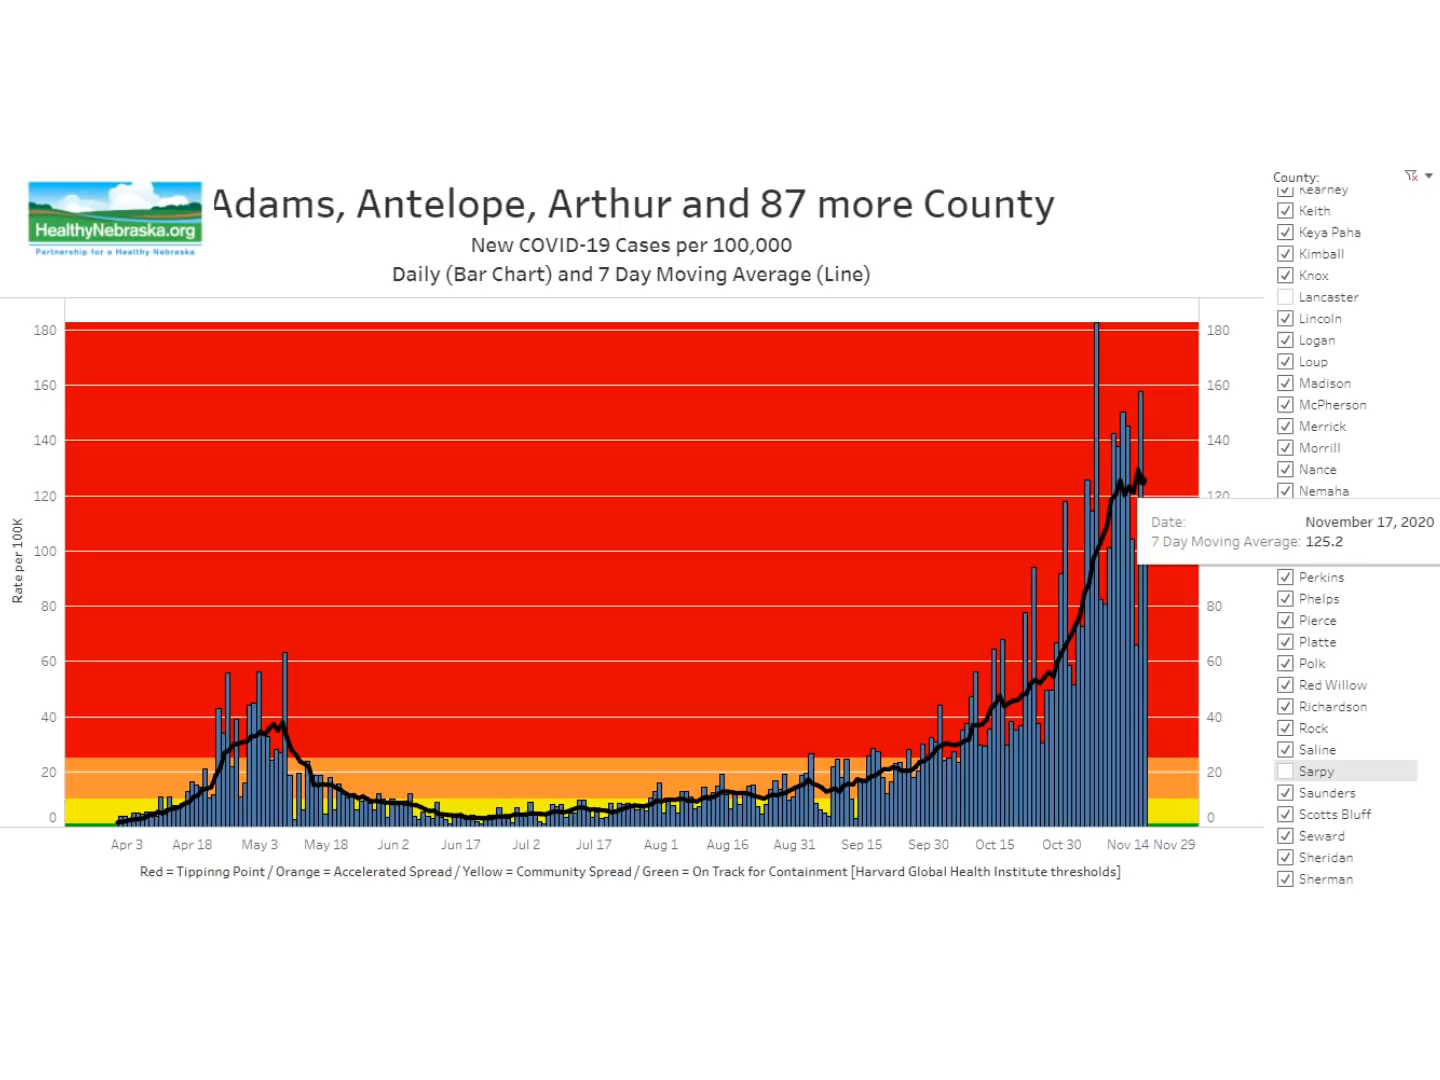 HealthyNebraska.org
Partnership for a Healthy Nebraska
Adams, Antelope, Arthur and 87 more County
New COVID-19 Cases per 100,000
Daily (Bar Chart) and 7 Day Moving Average (Line)
County:
Kearney
Keith
Keya Paha
Kimball
Knox
Lancaster
Lincoln
Logan
Loup
Madison
McPherson
Merrick
Morrill
Nance
Nemaha
Date: November 17, 2020
7 Day Moving Average: 125.2
Perkins
Phelps
Pierce
Platte
Polk
Red Willow
Richardson
Rock
Saline
Sarpy
Saunders
Scotts Bluff
Seward
Sheridan
Sherman
Rate per 100K
180
160
140
120
100
80
60
40
20
0
180
160
140
120
80
60
40
20
0
Apr 3 Apr 18 May 3 May 18 Jun 2 Jun 17 Jul 2 Jul 17 Aug 1 Aug 16 Aug 31 Sep 15 Sep 30 Oct 15 Oct 30 Nov 14 Nov 29
Red = Tippinng Point / Orange = Accelerated Spread / Yellow = Community Spread / Green = On Track for Containment [Harvard Global Health Institute thresholds]